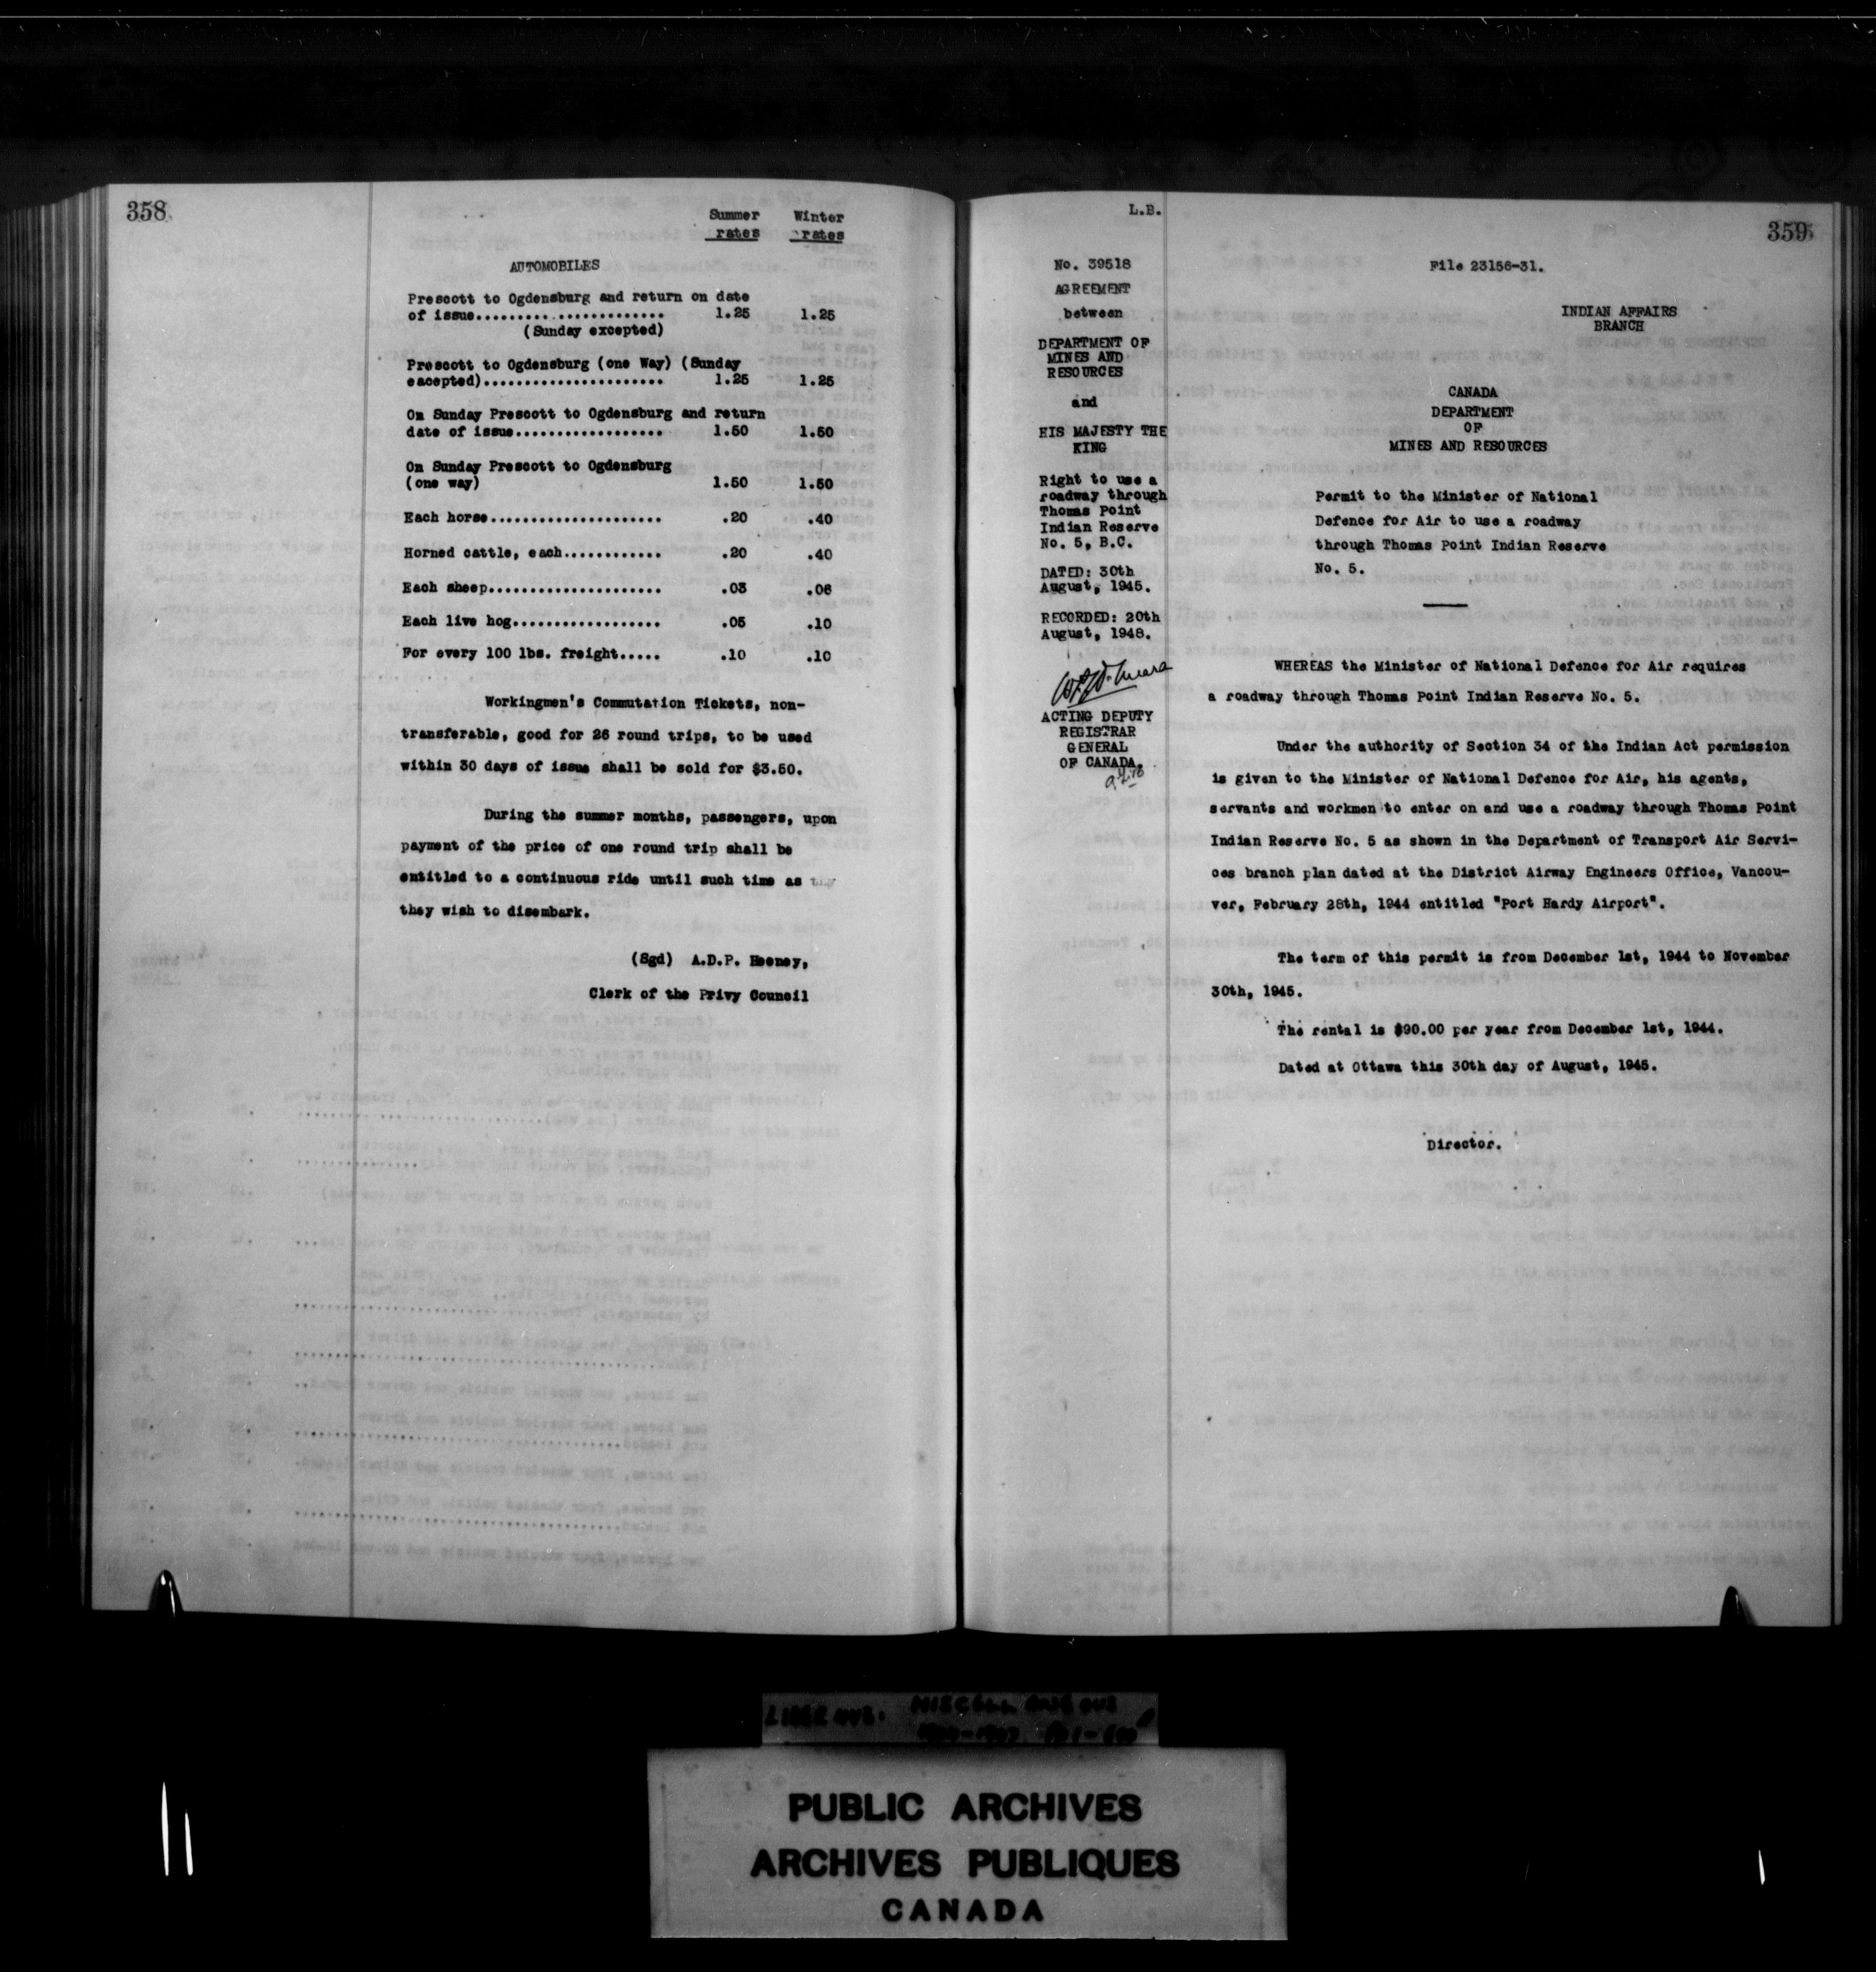 358
Summer Winter
rates rates
AUTOMOBILES
Prescott to Ogdensburg and return on date
of issue....................... 1.25 1.25
(Sunday excepted)
Prescott to Ogdensburg (one Way) (Sunday
excepted)...................... 1.25 1.25
On Sunday Prescott to Ogdensburg and return
date of issue.................. 1.50 1.50
On Sunday Prescott to Ogdensburg
(one way) 1.50 1.50
Each horse..................... .20 .40
Horned cattle, each............ .20 .40
Each sheep..................... .03 .06
Each live hog.................. .05 .10
For every 100 lbs. freight..... .10 .10
Workingmen's Commutation Tickets, non-
transferable, good for 26 round trips, to be used
within 30 days of issue shall be sold for $3.50.
During the summer months, passengers, upon
payment of the price of one round trip shall be
entitled to a continuous ride until such time as
they wish to disembark.
(Sgd) A.D.P. Heeney,
Clerk of the Privy Council
L.B.
359
No. 39518
AGREEMENT
between
DEPARTMENT OF
MINES AND
RESOURCES
and
HIS MAJESTY THE
KING
Right to use a
roadway through
Thomas Point
Indian Reserve
No. 5, B.C.
DATED: 30th
August, 1945.
RECORDED: 20th
August, 1948.
ACTING DEPUTY
REGISTRAR
GENERAL
OF CANADA.
File 23156-31.
INDIAN AFFAIRS
BRANCH
CANADA
DEPARTMENT
OF
MINES AND RESOURCES
Permit to the Minister of National
Defence for Air to use a roadway
through Thomas Point Indian Reserve
No. 5.
WHEREAS the Minister of National Defence for Air requires
a roadway through Thomas Point Indian Reserve No. 5.
Under the authority of Section 34 of the Indian Act permission
is given to the Minister of National Defence for Air, his agents,
servants and workmen to enter on and use a roadway through Thomas Point
Indian Reserve No. 5 as shown in the Department of Transport Air Servi-
ces branch plan dated at the District Airway Engineers Office, Vancou-
ver, February 28th, 1944 entitled "Port Hardy Airport".
The term of this permit is from December 1st, 1944 to November
30th, 1945.
The rental is $90.00 per year from December 1st, 1944.
Dated at Ottawa this 30th day of August, 1945.
Director.
MISCELLANEOUS
PUBLIC ARCHIVES
ARCHIVES PUBLIQUES
CANADA